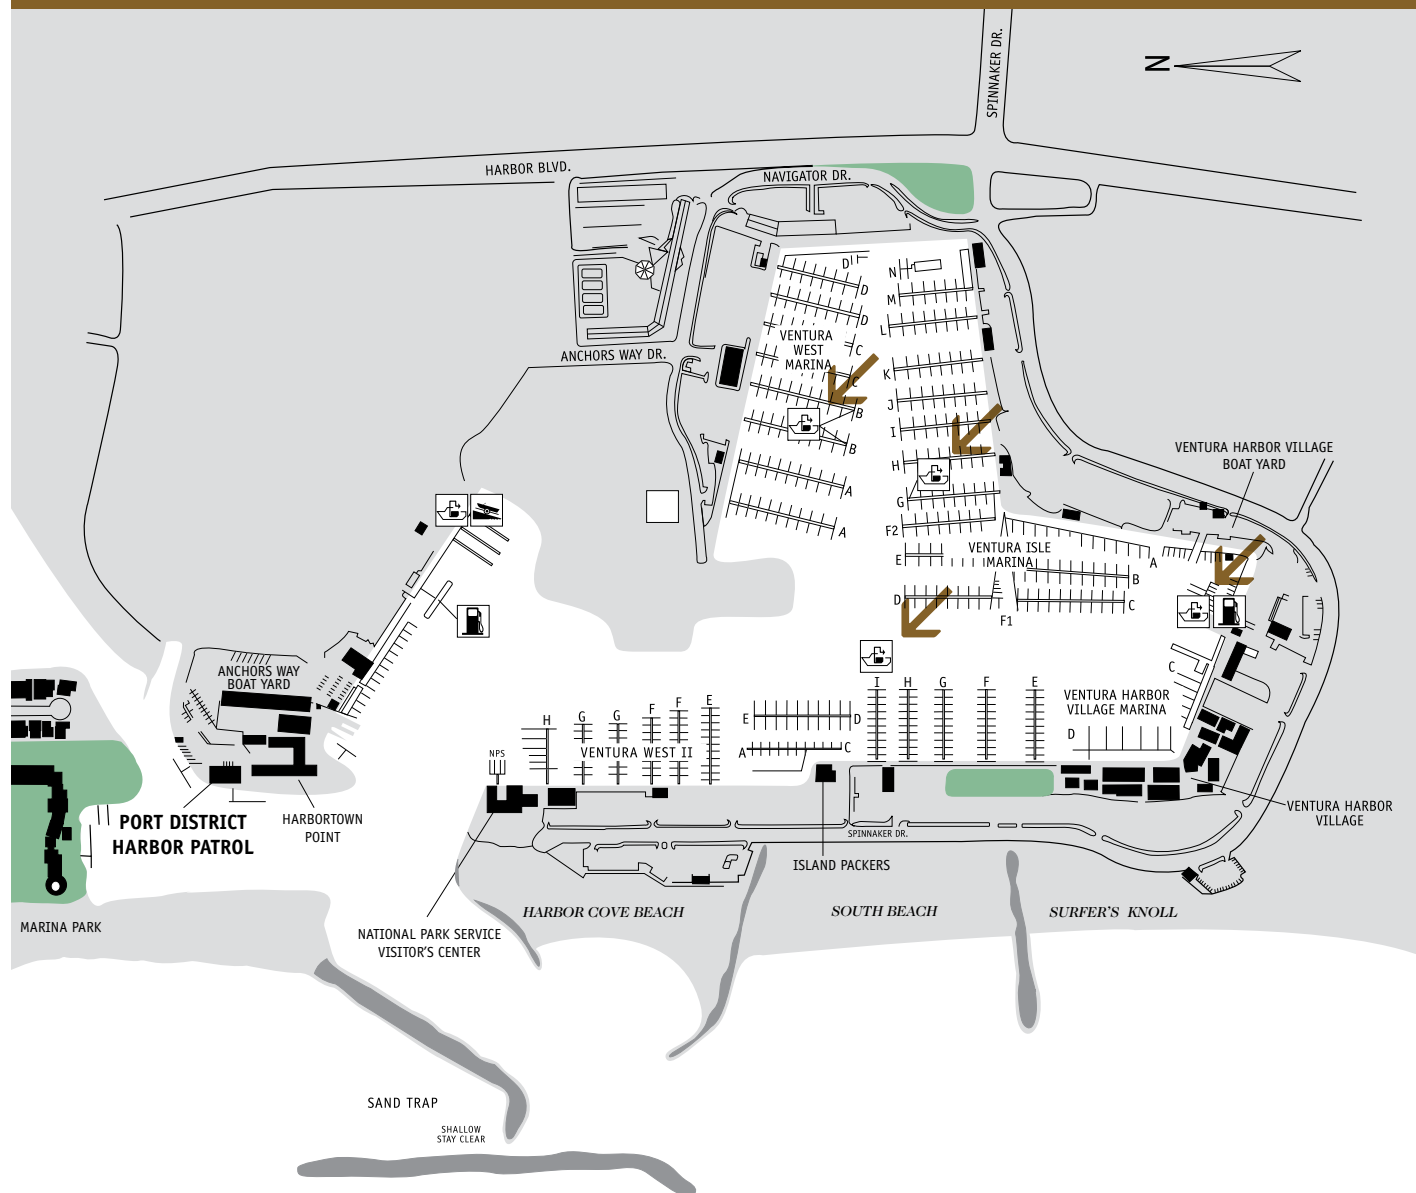 SPINNAKER DR.
N
HARBOR BLVD.
NAVIGATOR DR.
D
N
D
M
D
L
VENTURA
WEST
MARINA
C
ANCHORS WAY DR.
K
C
J
B
I
B
VENTURA HARBOR VILLAGE
BOAT YARD
H
A
G
A
F2
VENTURA ISLE
MARINA
E
A
B
D
C
F1
ANCHORS WAY
BOAT YARD
C
I
H
G
F
E
VENTURA HARBOR
VILLAGE MARINA
D
H
G
G
F
F
E
E
D
NPS
VENTURA WEST II
A
C
PORT DISTRICT
HARBOR PATROL
HARBORTOWN
POINT
SPINNAKER DR.
VENTURA HARBOR
VILLAGE
ISLAND PACKERS
MARINA PARK
NATIONAL PARK SERVICE
VISITOR'S CENTER
HARBOR COVE BEACH
SOUTH BEACH
SURFER'S KNOLL
SAND TRAP
SHALLOW
STAY CLEAR